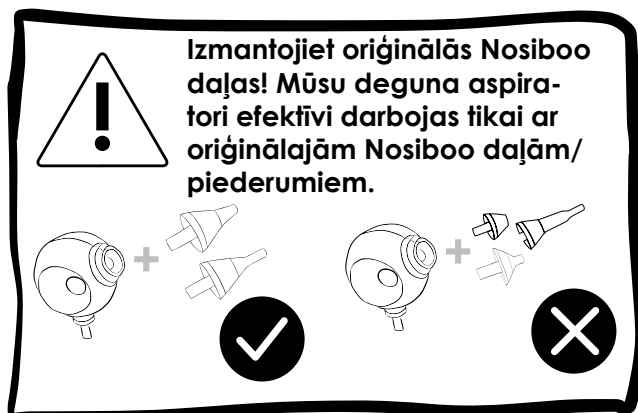 Izmantojiet oriģinālās Nosiboo
daļas! Mūsu deguna aspira-
tori efektīvi darbojas tikai ar
oriģinālajām Nosiboo daļām/
piederumiem.